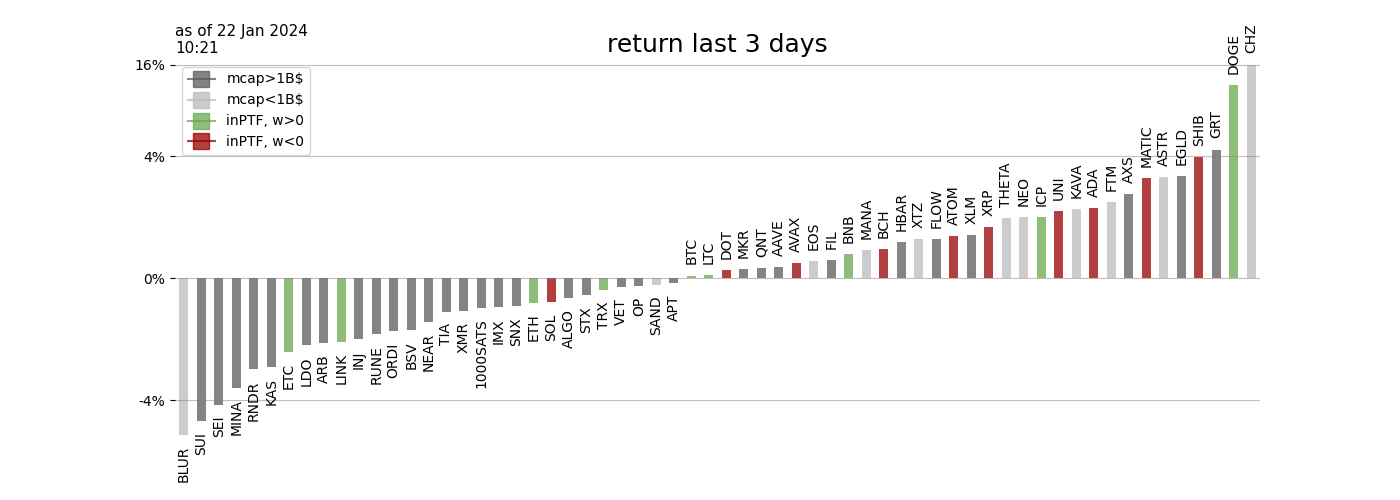 as of 22 Jan 2024
10:21
return last 3 days
16%
4%
0%
-4%
mcap>1B$
mcap<1B$
inPTF, w>0
inPTF, w<0
BLUR
SUI
SEI
MINA
RNDR
KAS
ETC
LDO
ARB
LINK
INJ
RUNE
ORDI
BSV
NEAR
TIA
XMR
1000SATS
IMX
SNX
ETH
SOL
ALGO
STX
TRX
VET
OP
SAND
APT
BTC
LTC
DOT
MKR
QNT
AAVE
AVAX
EOS
FIL
BNB
MANA
BCH
HBAR
XTZ
FLOW
ATOM
XLM
XRP
THETA
NEO
ICP
UNI
KAVA
ADA
FTM
AXS
MATIC
ASTR
EGLD
SHIB
GRT
DOGE
CHZ